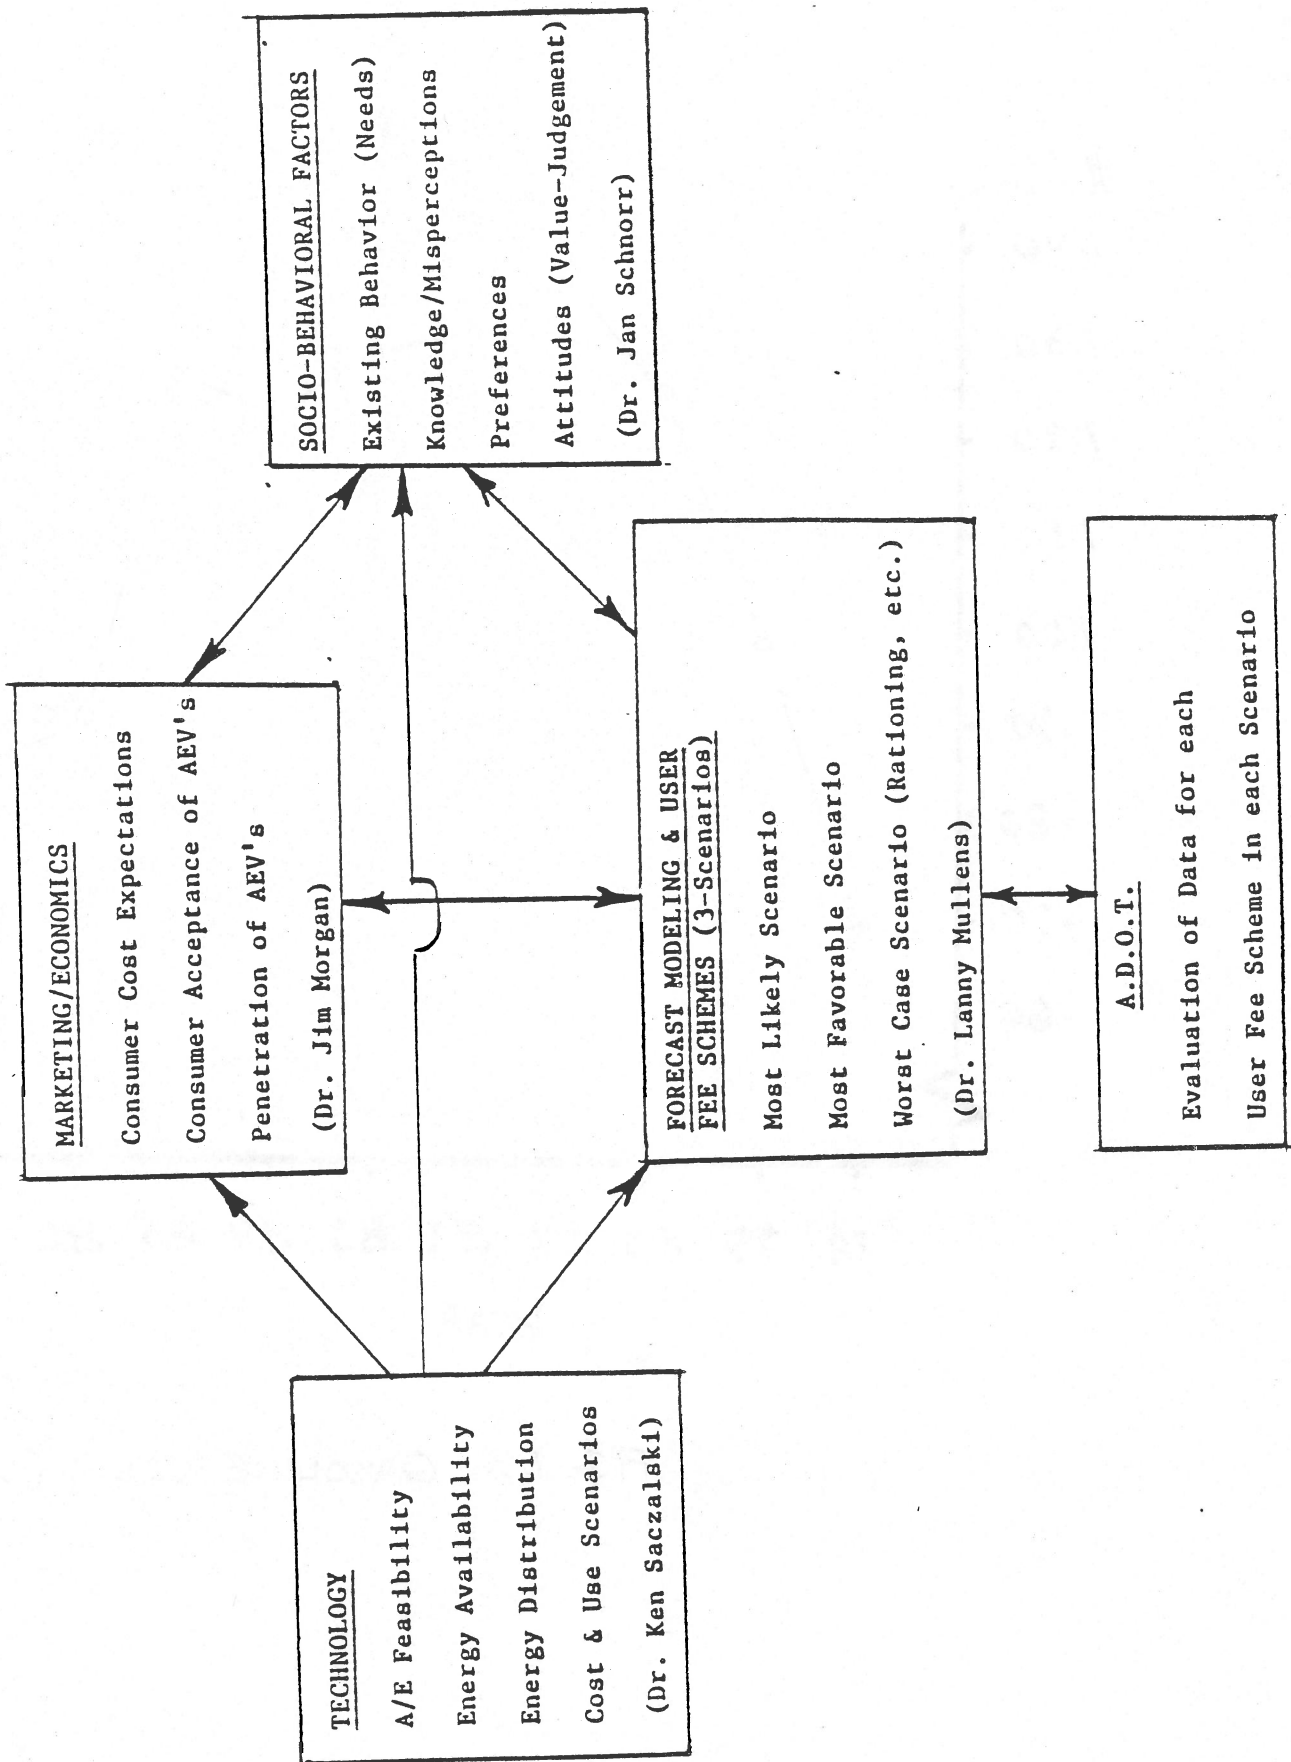 MARKETING/ECONOMICS
Consumer Cost Expectations
Consumer Acceptance of AEV's
Penetration of AEV's
(Dr. Jim Morgan)
TECHNOLOGY
A/E Feasibility
Energy Availability
Energy Distribution
Cost & Use Scenarios
(Dr. Ken Saczalski)
SOCIO-BEHAVIORAL FACTORS
Existing Behavior (Needs)
Knowledge/Misperceptions
Preferences
Attitudes (Value-Judgement)
(Dr. Jan Schnorr)
FORECAST MODELING & USER
FEE SCHEMES (3-Scenarios)
Most Likely Scenario
Most Favorable Scenario
Worst Case Scenario (Rationing, etc.)
(Dr. Lanny Mullens)
A.D.O.T.
Evaluation of Data for each
User Fee Scheme in each Scenario